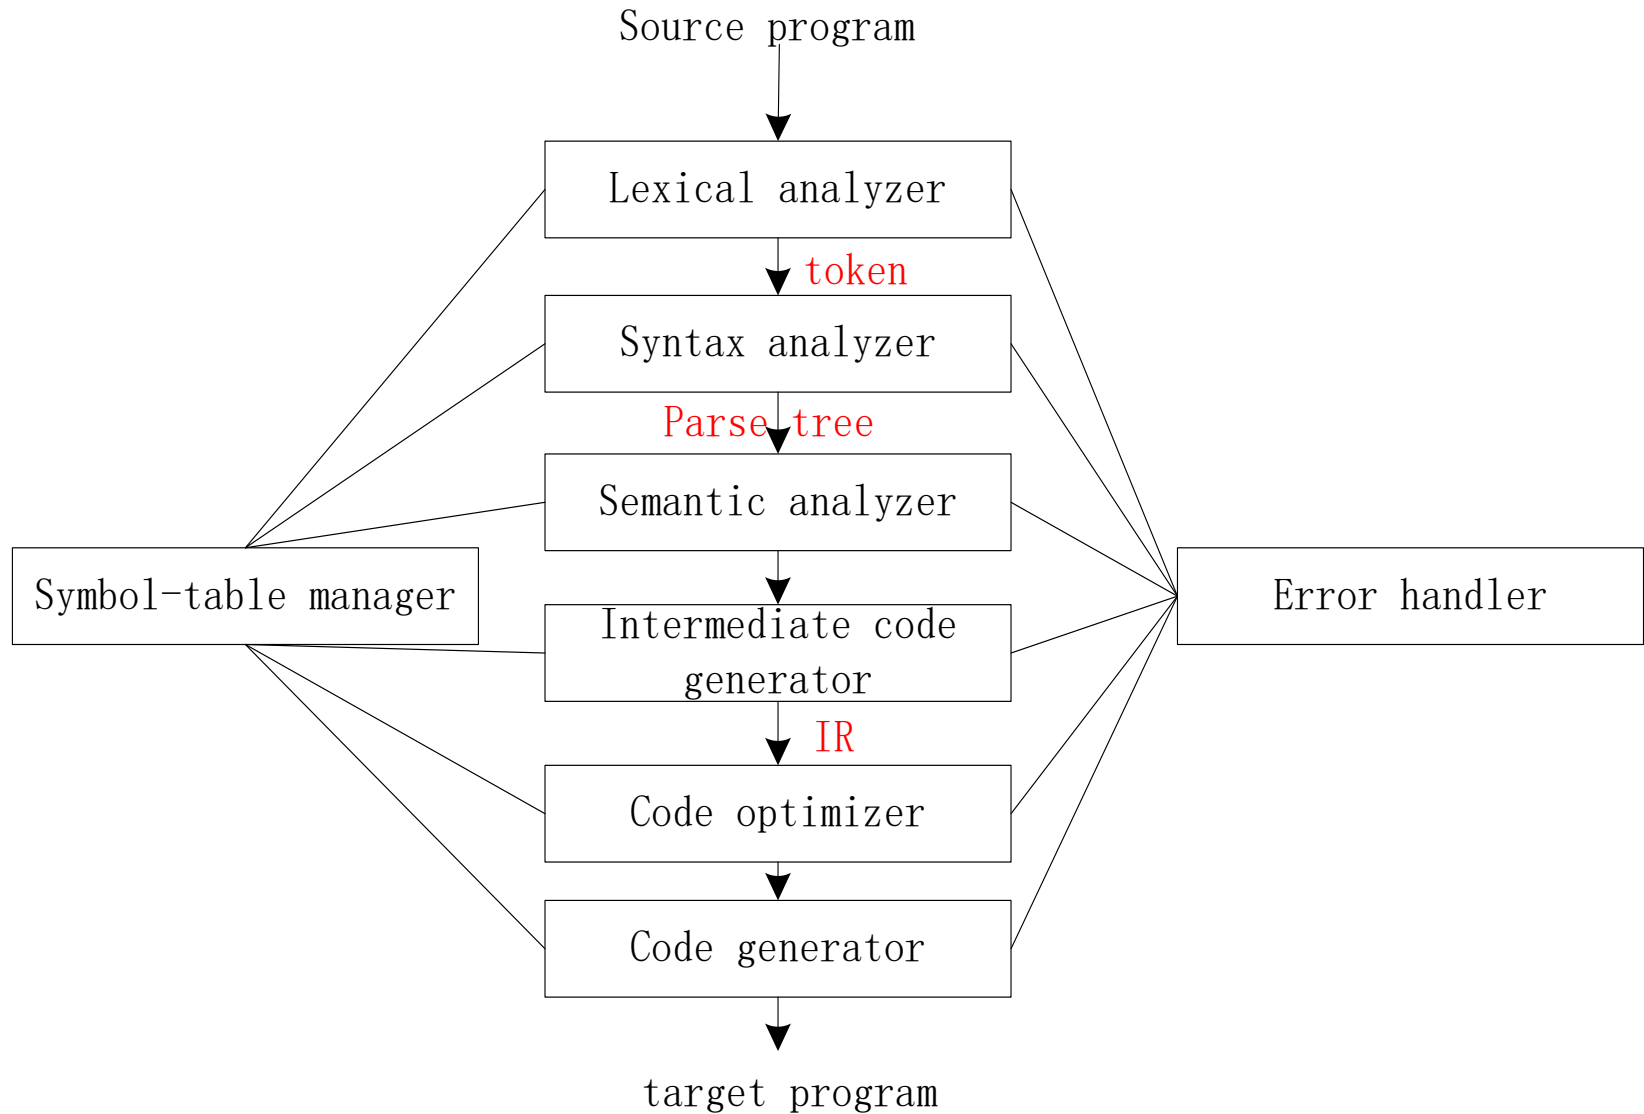 Source program
Lexical analyzer
token
Syntax analyzer
Parse tree
Semantic analyzer
Symbol-table manager
Error handler
Intermediate code
generator
IR
Code optimizer
Code generator
target program